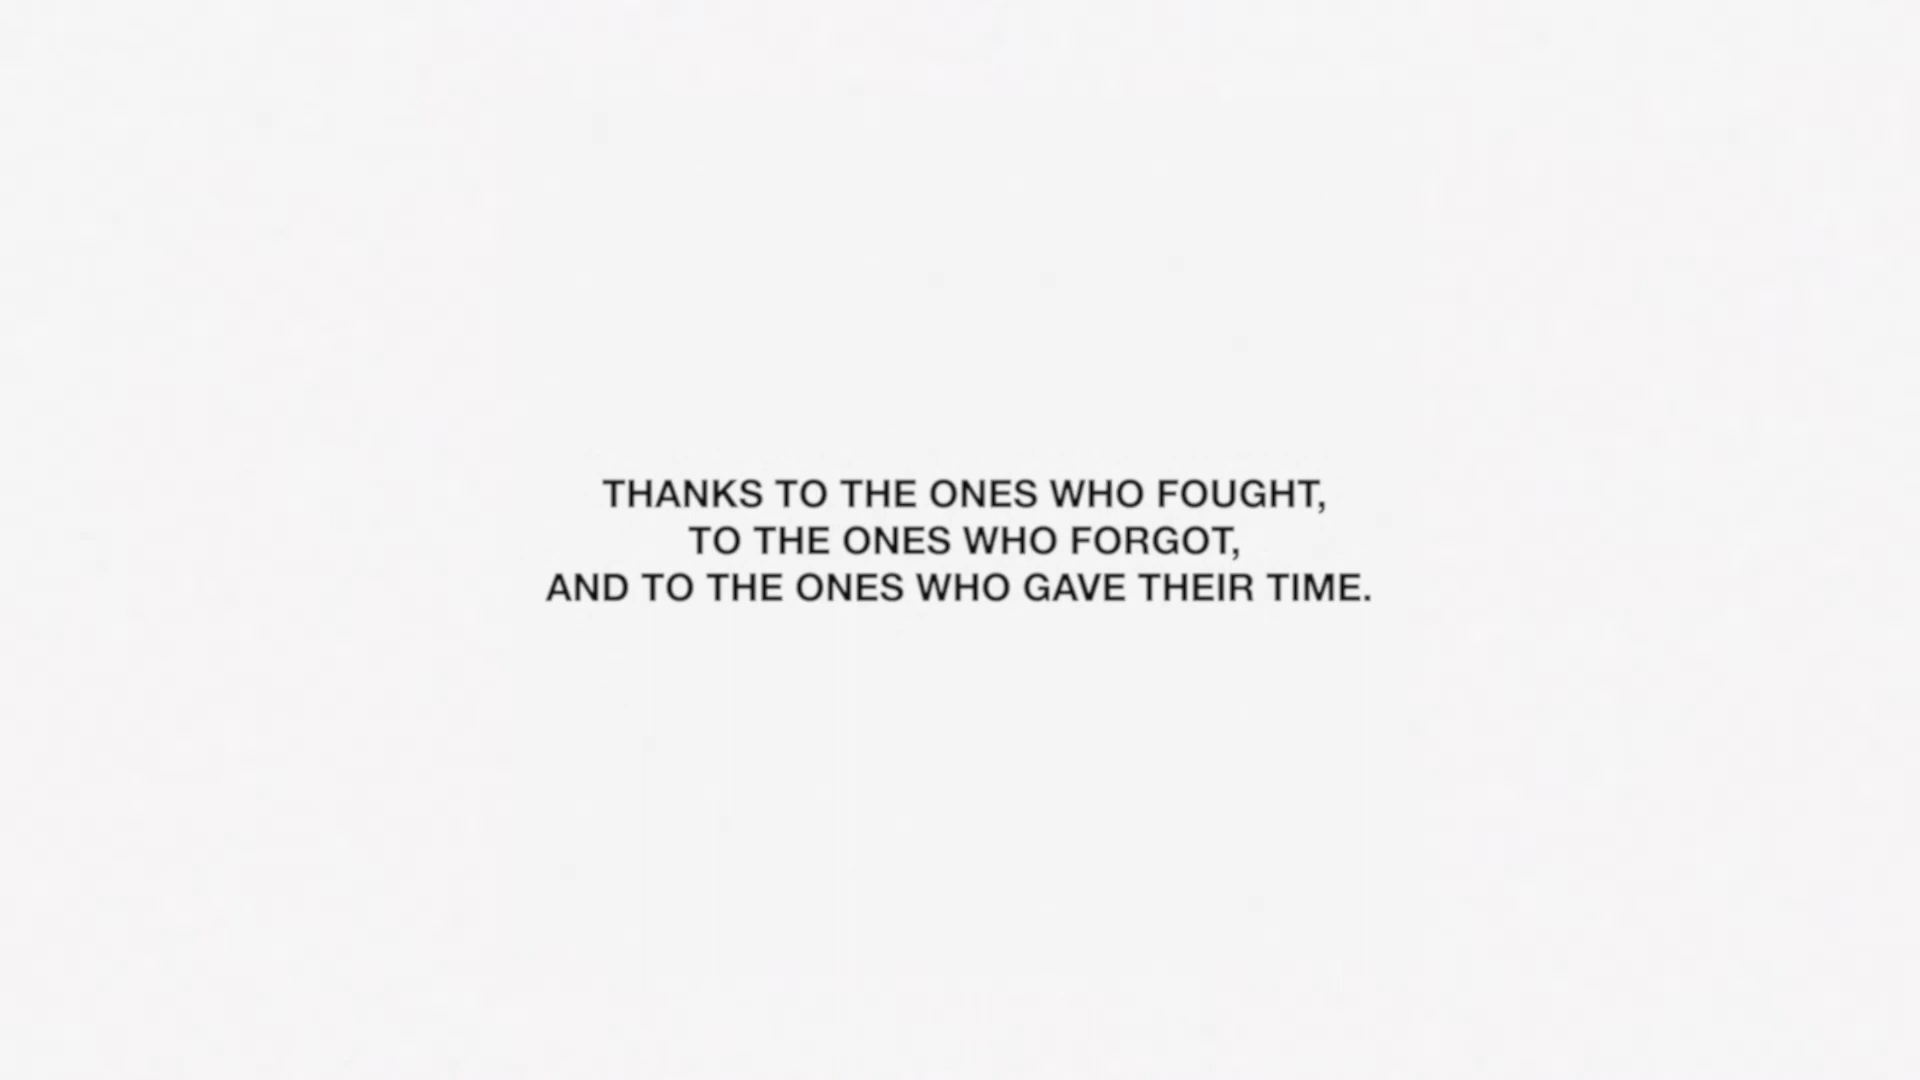 THANKS TO THE ONES WHO FOUGHT,
TO THE ONES WHO FORGOT,
AND TO THE ONES WHO GAVE THEIR TIME.